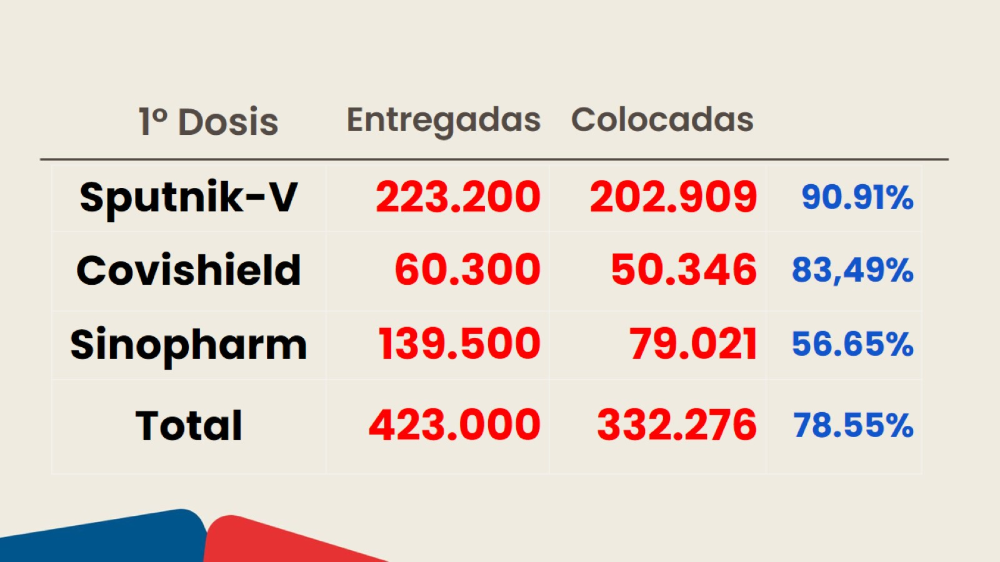 1º Dosis Entregadas Colocadas
Sputnik-V 223.200 202.909 90.91%
Covishield 60.300 50.346 83,49%
Sinopharm 139.500 79.021 56.65%
Total 423.000 332.276 78.55%